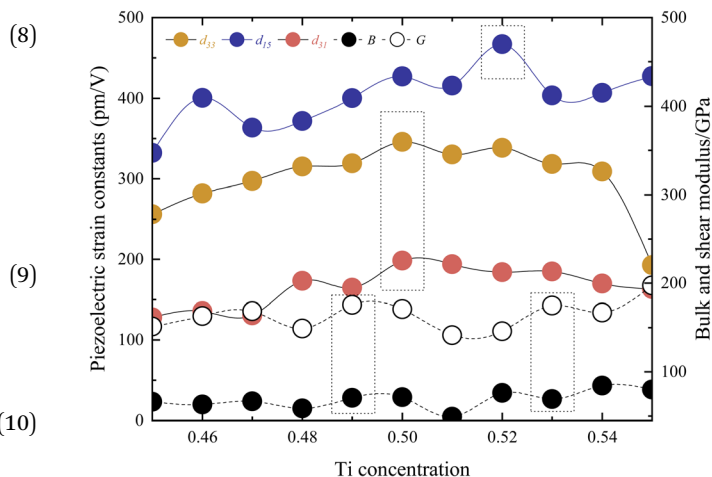 (8)
(9)
(10)
500
400
300
200
100
0
Piezoelectric strain constants (pm/V)
d33 d15 d31 B G
500
400
300
200
100
Bulk and shear modulus/GPa
0.46 0.48 0.50 0.52 0.54
Ti concentration